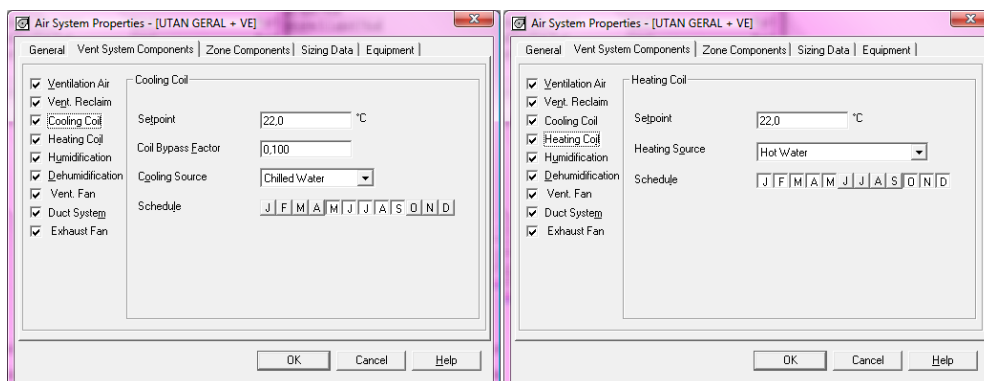 Air System Properties - [UTAN GERAL + VE]
General Vent System Components Zone Components Sizing Data Equipment
Ventilation Air
Vent. Reclaim
Cooling Coil
Heating Coil
Humidification
Dehumidification
Vent. Fan
Duct System
Exhaust Fan
Cooling Coil
Setpoint 22,0 °C
Coil Bypass Factor 0,100
Cooling Source Chilled Water
Schedule J F M A M J J A S O N D
OK Cancel Help
Air System Properties - [UTAN GERAL + VE]
General Vent System Components Zone Components Sizing Data Equipment
Ventilation Air
Vent. Reclaim
Cooling Coil
Heating Coil
Humidification
Dehumidification
Vent. Fan
Duct System
Exhaust Fan
Heating Coil
Setpoint 22,0 °C
Heating Source Hot Water
Schedule J F M A M J J A S O N D
OK Cancel Help